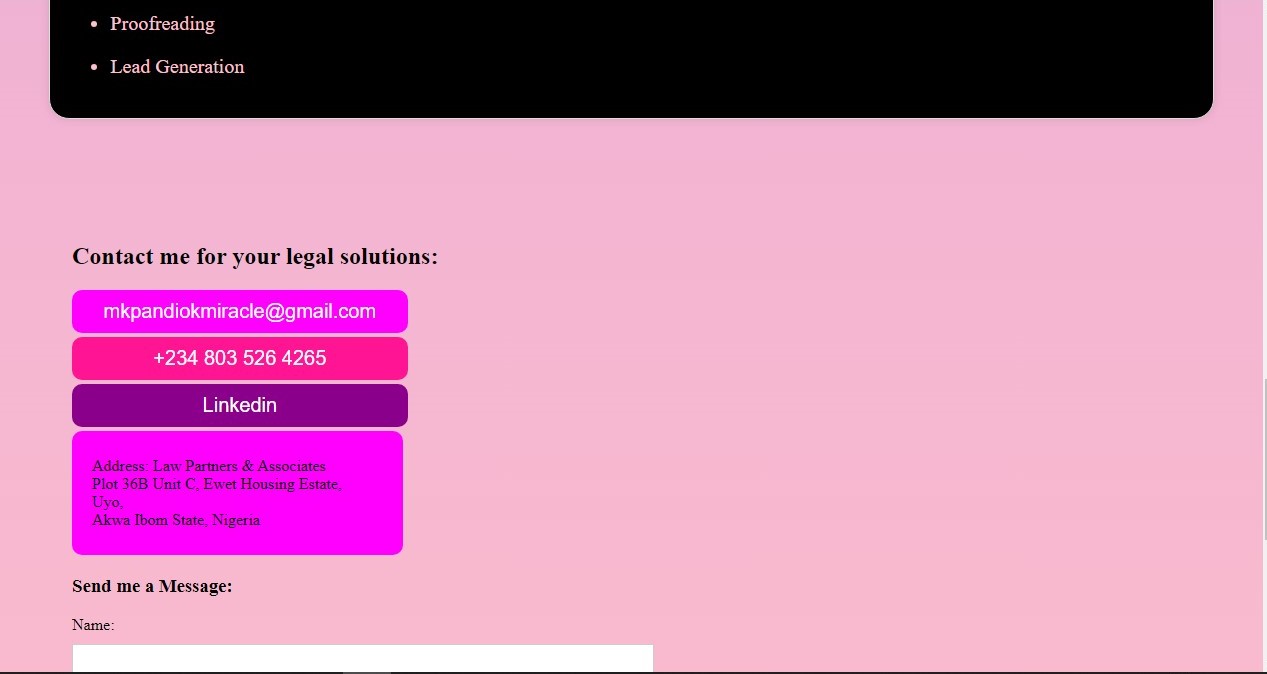 Proofreading
Lead Generation
Contact me for your legal solutions:
mkpandiokmiracle@gmail.com
+234 803 526 4265
Linkedin
Address: Law Partners & Associates
Plot 36B Unit C, Ewet Housing Estate,
Uyo,
Akwa Ibom State, Nigeria
Send me a Message:
Name: